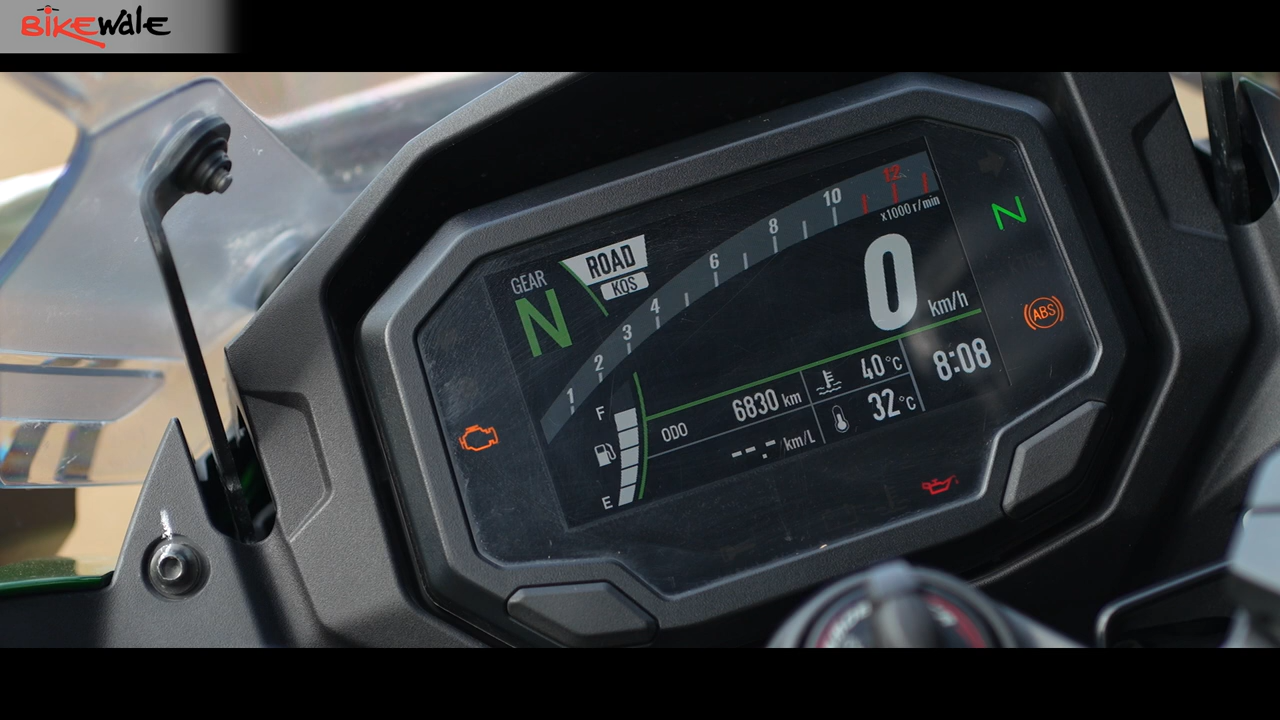 BikeWale
GEAR
N
ROAD
KQS
1
2
3
4
6
8
10
12
x1000 r/min
0
km/h
N
ABS
F
E
ODO
6830 km
--.- km/L
40°C
32°C
8:08